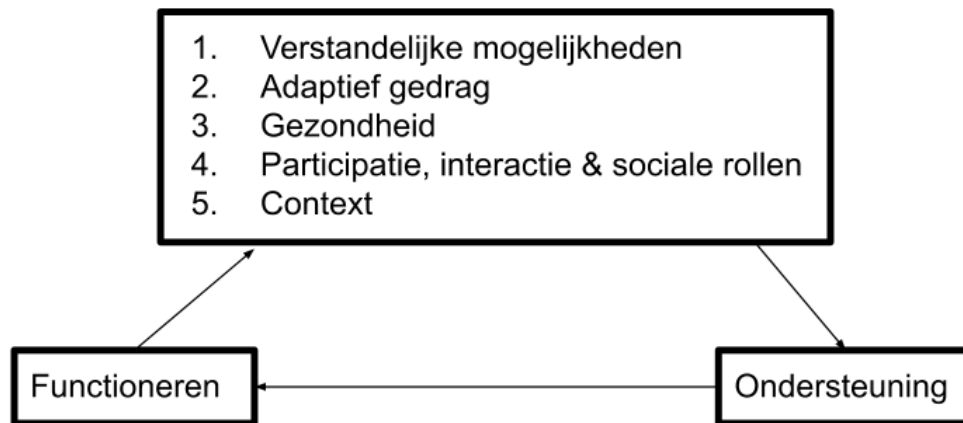 1. Verstandelijke mogelijkheden
2. Adaptief gedrag
3. Gezondheid
4. Participatie, interactie & sociale rollen
5. Context
Functioneren
Ondersteuning